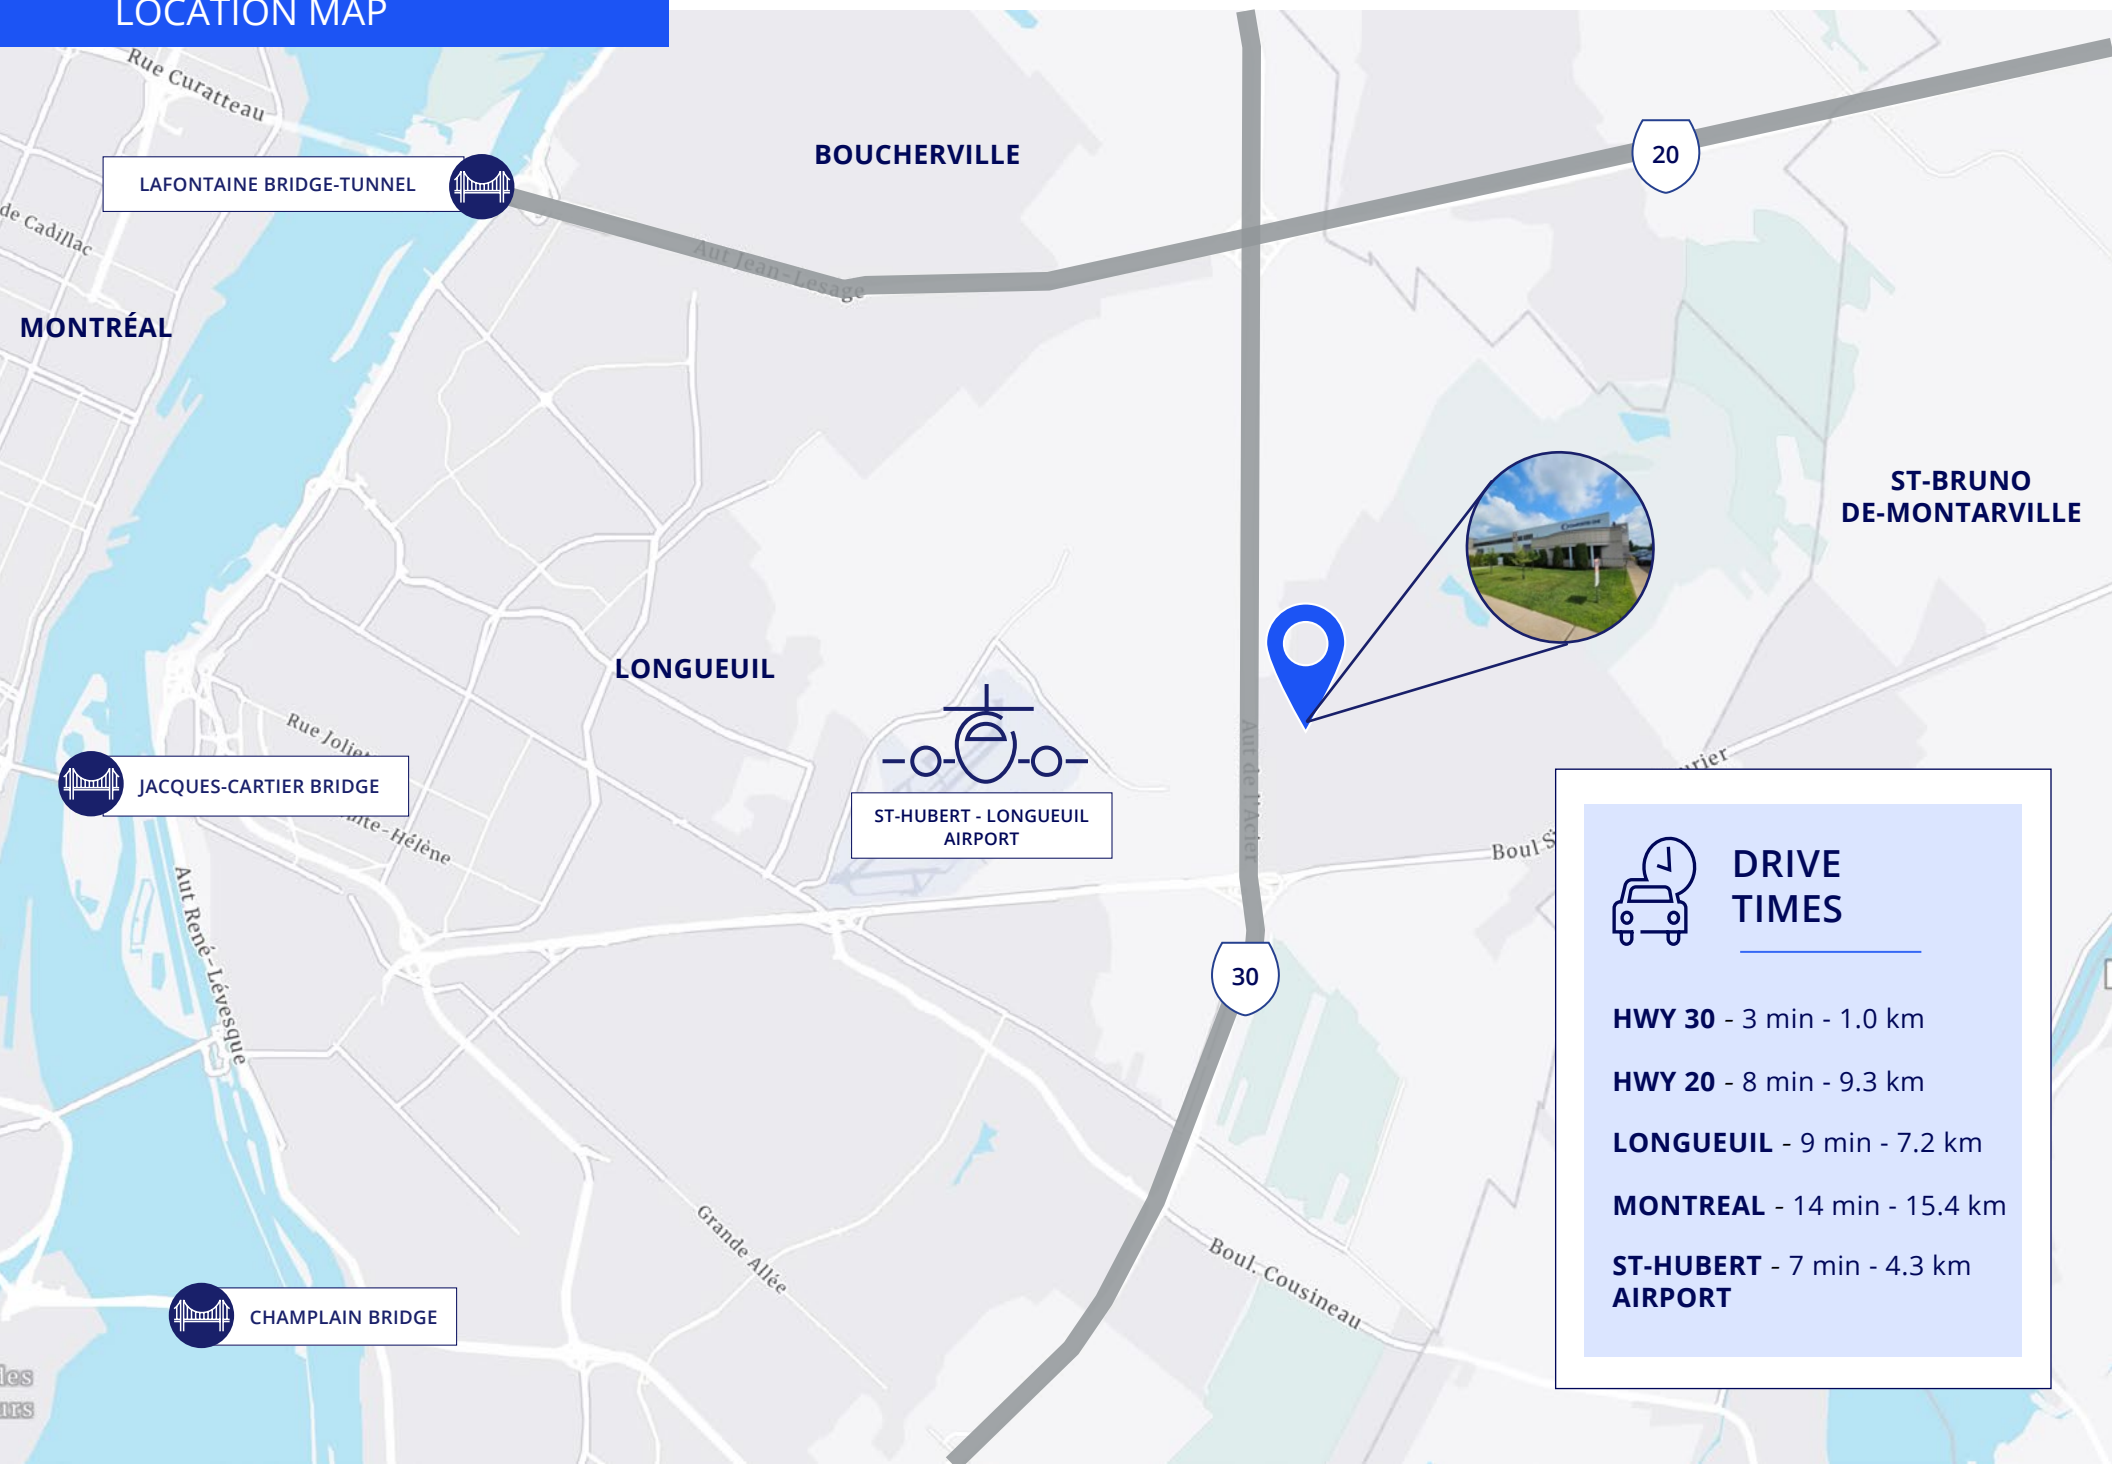 LOCATION MAP
Rue Curatteau
BOUCHERVILLE
20
LAFONTAINE BRIDGE-TUNNEL
de Cadillac
Aut Jean-Lesage
MONTRÉAL
ST-BRUNO
DE-MONTARVILLE
LONGUEUIL
Rue Joliet
JACQUES-CARTIER BRIDGE
ST-HUBERT - LONGUEUIL
AIRPORT
Aut de l'Acier
-Hélène
Boul
Aut René-Lévesque
30
DRIVE
TIMES
HWY 30 - 3 min - 1.0 km
HWY 20 - 8 min - 9.3 km
LONGUEUIL - 9 min - 7.2 km
MONTREAL - 14 min - 15.4 km
ST-HUBERT - 7 min - 4.3 km
AIRPORT
Grande Allée
Boul. Cousineau
CHAMPLAIN BRIDGE